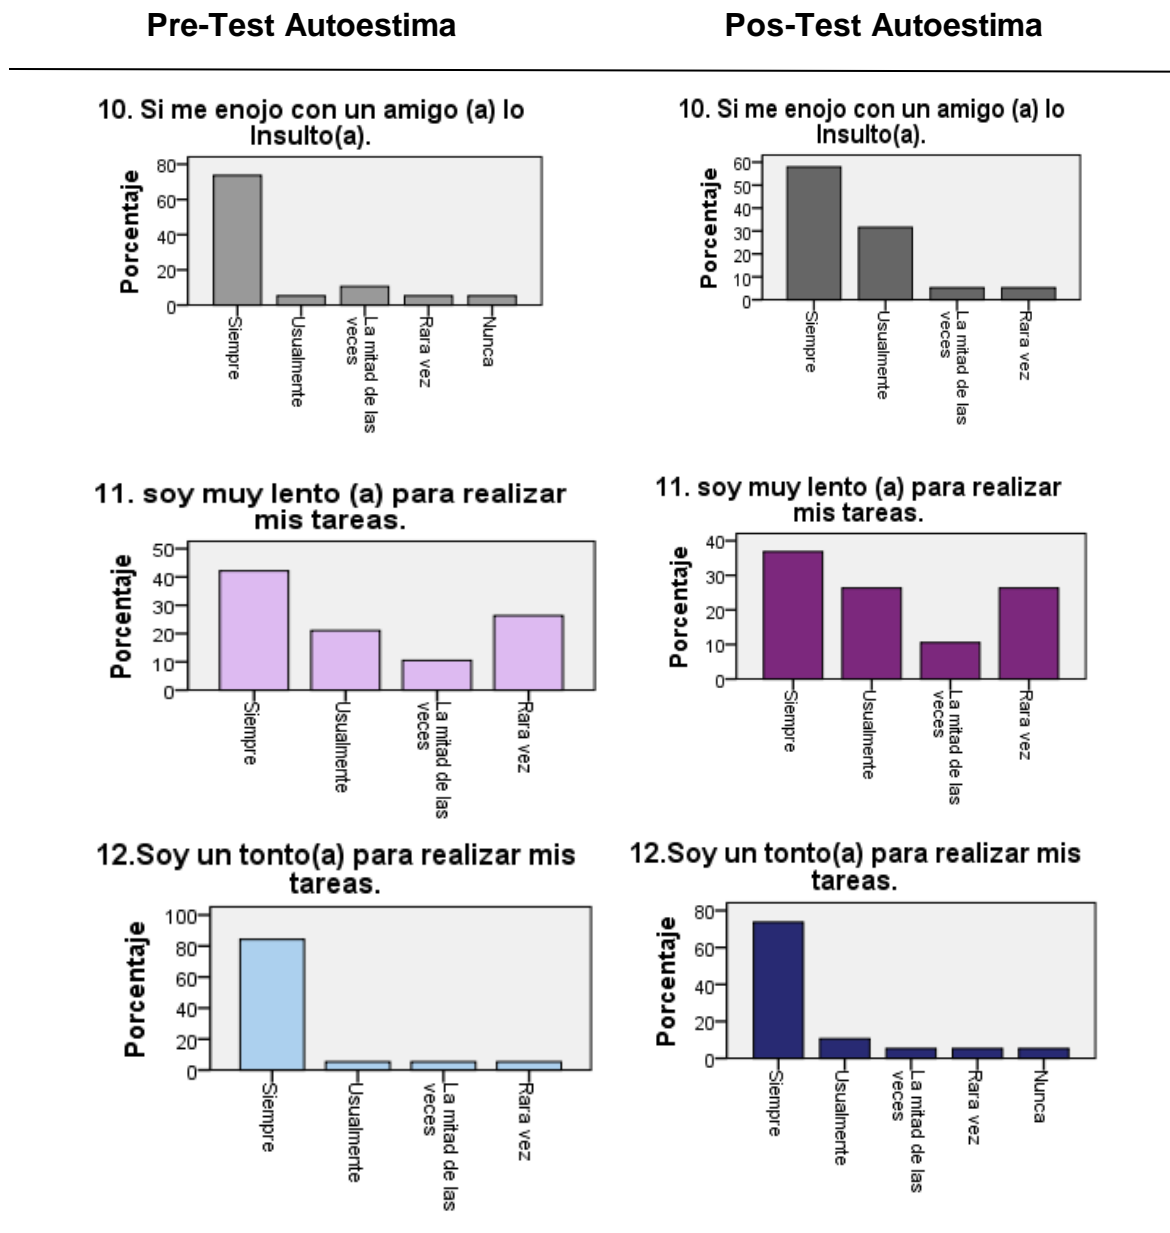 Pre-Test Autoestima
Pos-Test Autoestima
10. Si me enojo con un amigo (a) lo
Insulto(a).
Porcentaje
80
60
40
20
0
Siempre
Usualmente
La mitad de las
veces
Rara vez
Nunca
10. Si me enojo con un amigo (a) lo
Insulto(a).
Porcentaje
60
50
40
30
20
10
0
Siempre
Usualmente
La mitad de las
veces
Rara vez
11. soy muy lento (a) para realizar
mis tareas.
Porcentaje
50
40
30
20
10
0
Siempre
Usualmente
La mitad de las
veces
Rara vez
11. soy muy lento (a) para realizar
mis tareas.
Porcentaje
40
30
20
10
0
Siempre
Usualmente
La mitad de las
veces
Rara vez
12.Soy un tonto(a) para realizar mis
tareas.
Porcentaje
100
80
60
40
20
0
Siempre
Usualmente
La mitad de las
veces
Rara vez
12.Soy un tonto(a) para realizar mis
tareas.
Porcentaje
80
60
40
20
0
Siempre
Usualmente
La mitad de las
veces
Rara vez
Nunca